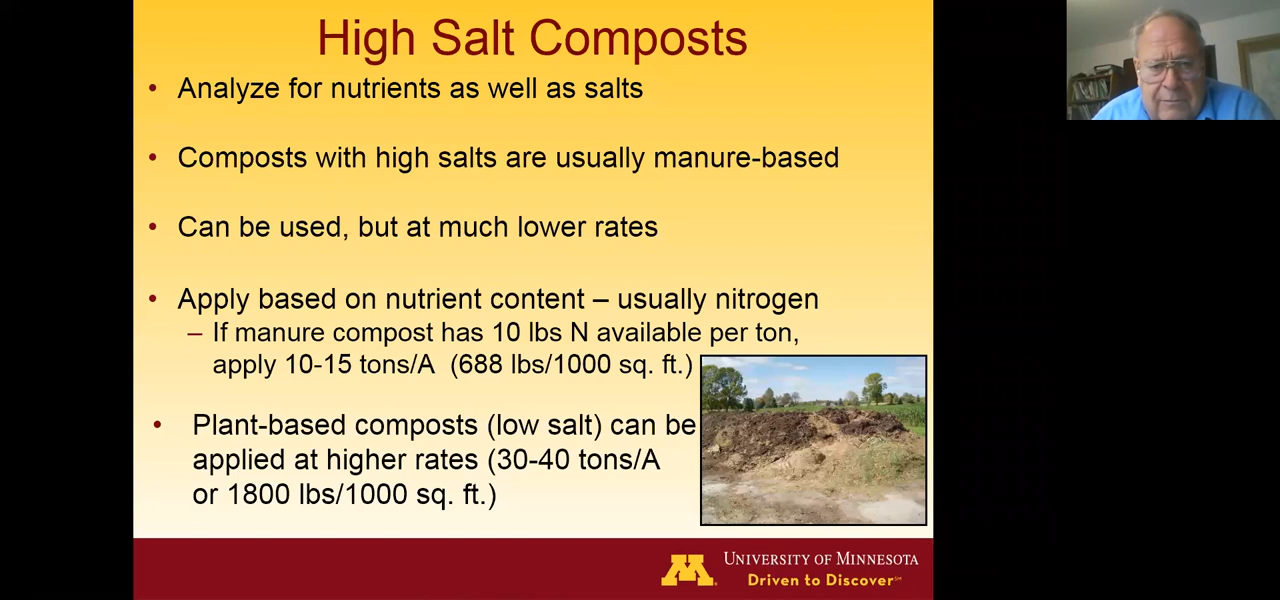 High Salt Composts
• Analyze for nutrients as well as salts
• Composts with high salts are usually manure-based
• Can be used, but at much lower rates
• Apply based on nutrient content – usually nitrogen
– If manure compost has 10 lbs N available per ton,
apply 10-15 tons/A (688 lbs/1000 sq. ft.)
• Plant-based composts (low salt) can be
applied at higher rates (30-40 tons/A
or 1800 lbs/1000 sq. ft.)
M
UNIVERSITY OF MINNESOTA
Driven to Discover℠